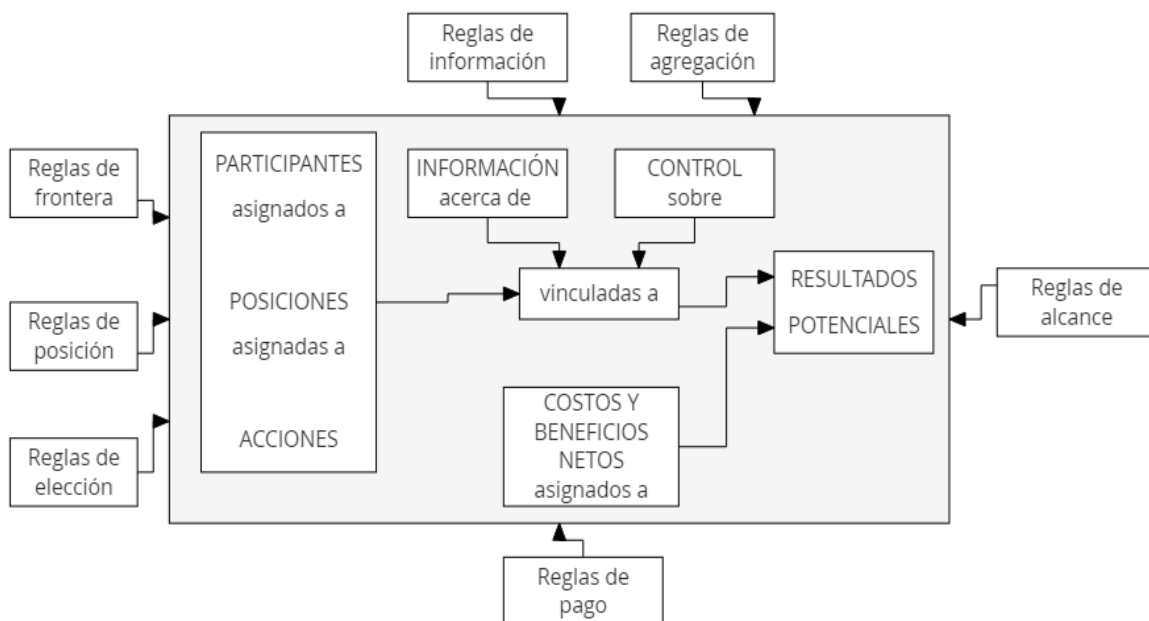 Reglas de
información
Reglas de
agregación
Reglas de
frontera
Reglas de
posición
Reglas de
elección
PARTICIPANTES
asignados a
POSICIONES
asignadas a
ACCIONES
INFORMACIÓN
acerca de
CONTROL
sobre
vinculadas a
RESULTADOS
POTENCIALES
COSTOS Y
BENEFICIOS
NETOS
asignados a
Reglas de
alcance
Reglas de
pago